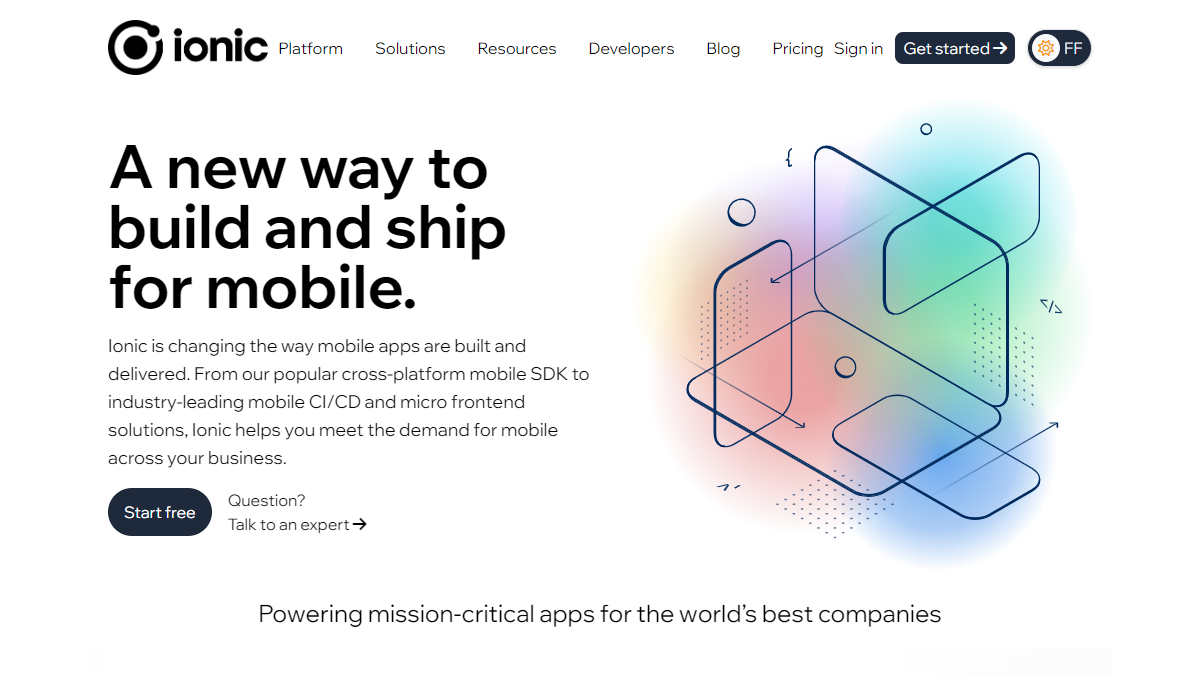 ionic Platform Solutions Resources Developers Blog Pricing Sign in Get started → FF
A new way to
build and ship
for mobile.
Ionic is changing the way mobile apps are built and
delivered. From our popular cross-platform mobile SDK to
industry-leading mobile CI/CD and micro frontend
solutions, Ionic helps you meet the demand for mobile
across your business.
Start free
Question?
Talk to an expert →
{
</>
Powering mission-critical apps for the world’s best companies